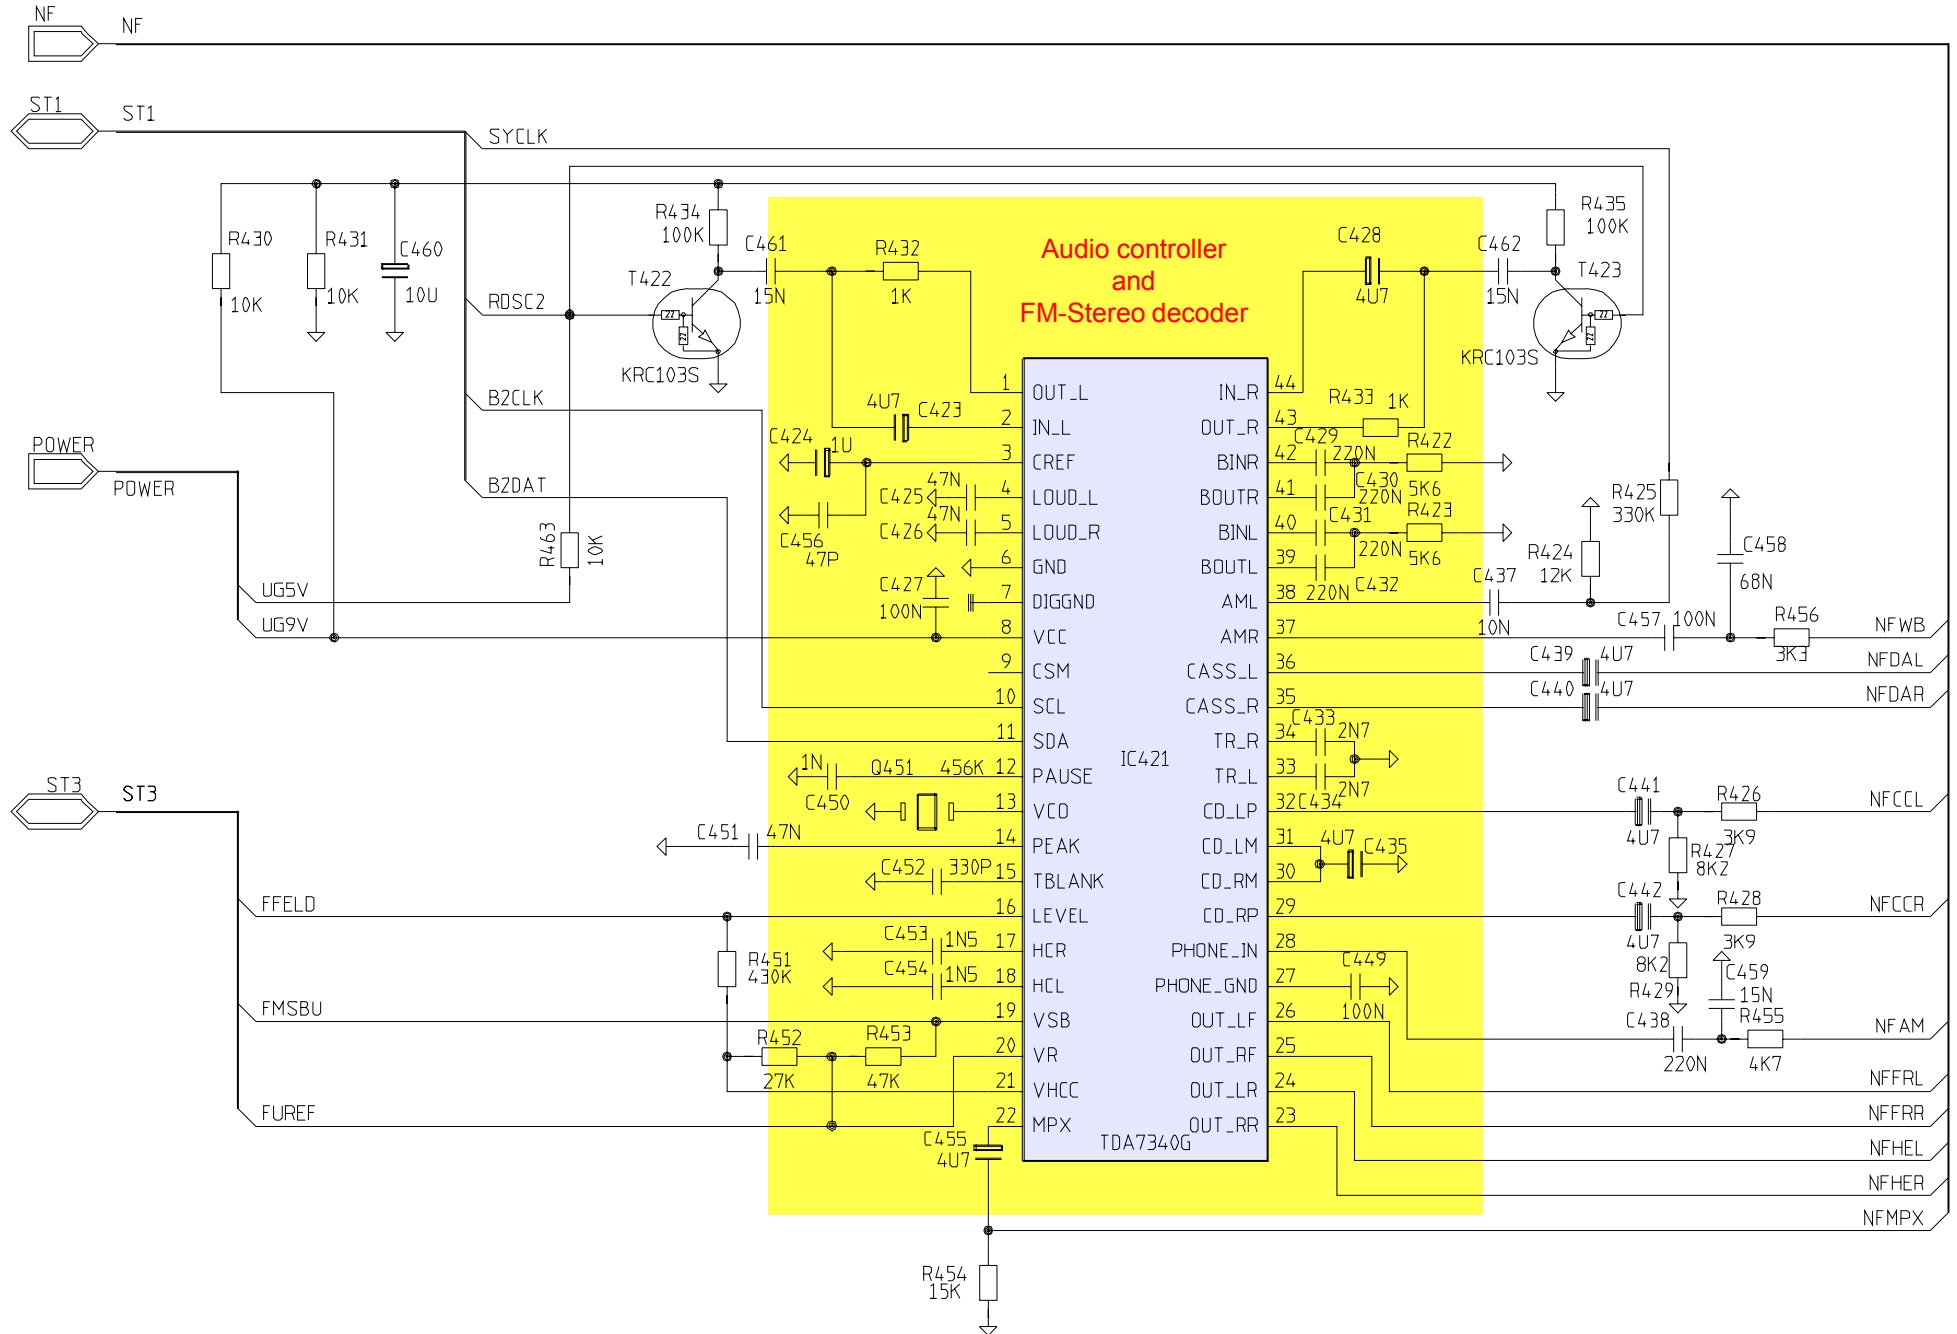 NF
NF
ST1
ST1
SYCLK
R430
10K
R431
10K
C460
10U
RDSC2
B2CLK
B2DAT
R463
10K
POWER
POWER
UG5V
UG9V
ST3
ST3
FFELD
FMSBU
FUREF
R434
100K
T422
KRC103S
22
22
C461
15N
R432
1K
Audio controller
and
FM-Stereo decoder
C428
4U7
C462
15N
R435
100K
T423
KRC103S
22
22
4U7
C423
C424
1U
C456
47P
47N
C425
47N
C426
C427
100N
1N
C450
Q451
456K
C451
47N
C452
330P
C453
1N5
C454
1N5
R451
430K
R452
27K
R453
47K
C455
4U7
R454
15K
1 OUT_L
2 IN_L
3 CREF
4 LOUD_L
5 LOUD_R
6 GND
7 DIGGND
8 VCC
9 CSM
10 SCL
11 SDA
12 PAUSE
13 VCO
14 PEAK
15 TBLANK
16 LEVEL
17 HCR
18 HCL
19 VSB
20 VR
21 VHCC
22 MPX
IC421
TDA7340G
IN_R 44
OUT_R 43
BINR 42
BOUTR 41
BINL 40
BOUTL 39
AML 38
AMR 37
CASS_L 36
CASS_R 35
TR_R 34
TR_L 33
CD_LP 32
CD_LM 31
CD_RM 30
CD_RP 29
PHONE_IN 28
PHONE_GND 27
OUT_LF 26
OUT_RF 25
OUT_LR 24
OUT_RR 23
R433
1K
C429
220N
R422
5K6
C430
220N
C431
220N
R423
5K6
C432
220N
C437
10N
R424
12K
R425
330K
C458
68N
C457
100N
R456
3K3
NFWB
C439
4U7
NFDAL
C440
4U7
NFDAR
C433
2N7
C434
2N7
C441
4U7
R426
3K9
NFCCL
R427
8K2
4U7
C435
C442
4U7
R428
3K9
NFCCR
8K2
R429
C459
15N
C449
100N
C438
220N
R455
4K7
NFAM
NFFRL
NFFRR
NFHEL
NFHER
NFMPX